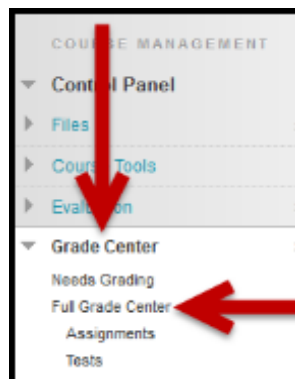 COURSE MANAGEMENT
Control Panel
Files
Course Tools
Evaluation
Grade Center
Needs Grading
Full Grade Center
Assignments
Tests